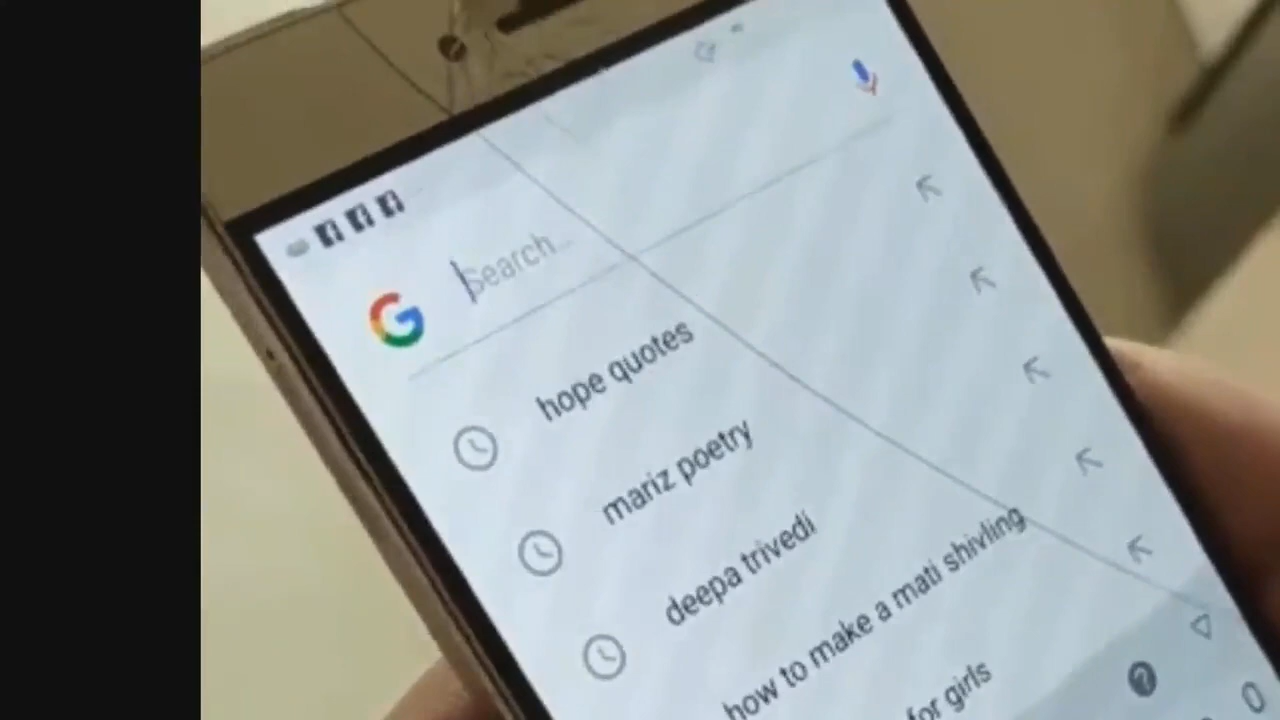 Search...
hope quotes
mariz poetry
deepa trivedi
how to make a mati shivling
for girls